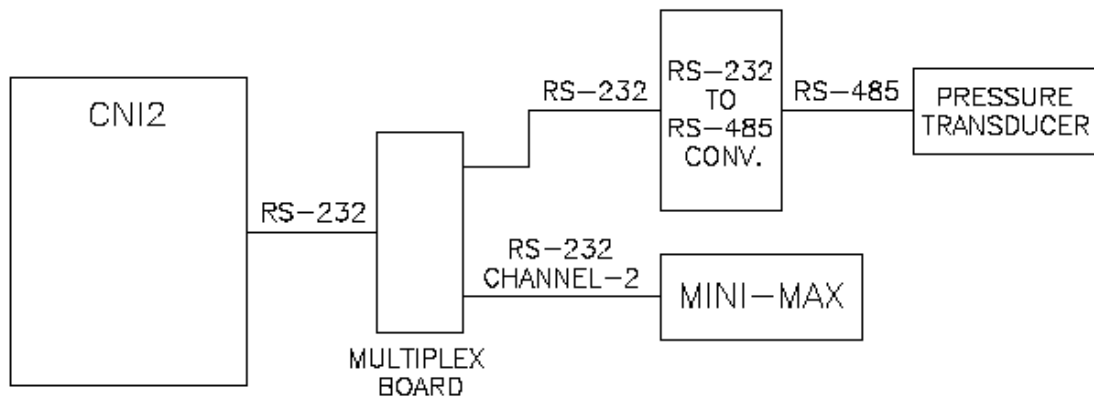 CNI2
RS-232
MULTIPLEX
BOARD
RS-232
RS-232
TO
RS-485
CONV.
RS-485
PRESSURE
TRANSDUCER
RS-232
CHANNEL-2
MINI-MAX